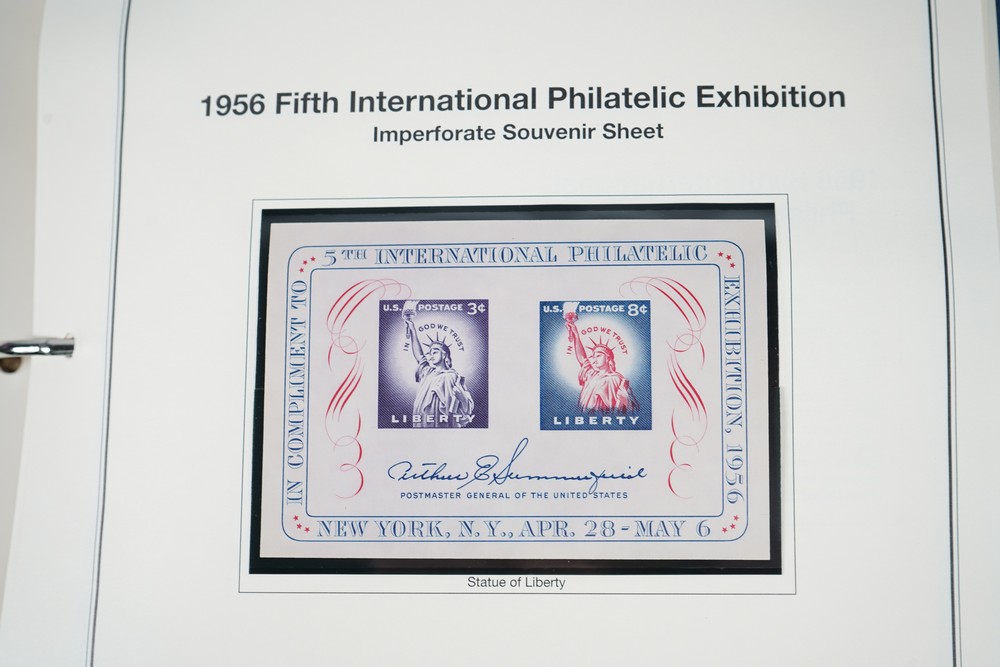 1956 Fifth International Philatelic Exhibition
Imperforate Souvenir Sheet
IN COMPLIMENT TO
5TH INTERNATIONAL PHILATELIC
EXHIBITION, 1956
U.S. POSTAGE 3¢
IN GOD WE TRUST
LIBERTY
U.S. POSTAGE 8¢
IN GOD WE TRUST
LIBERTY
Arthur E Summerfield
POSTMASTER GENERAL OF THE UNITED STATES
NEW YORK, N.Y., APR. 28 - MAY 6
Statue of Liberty